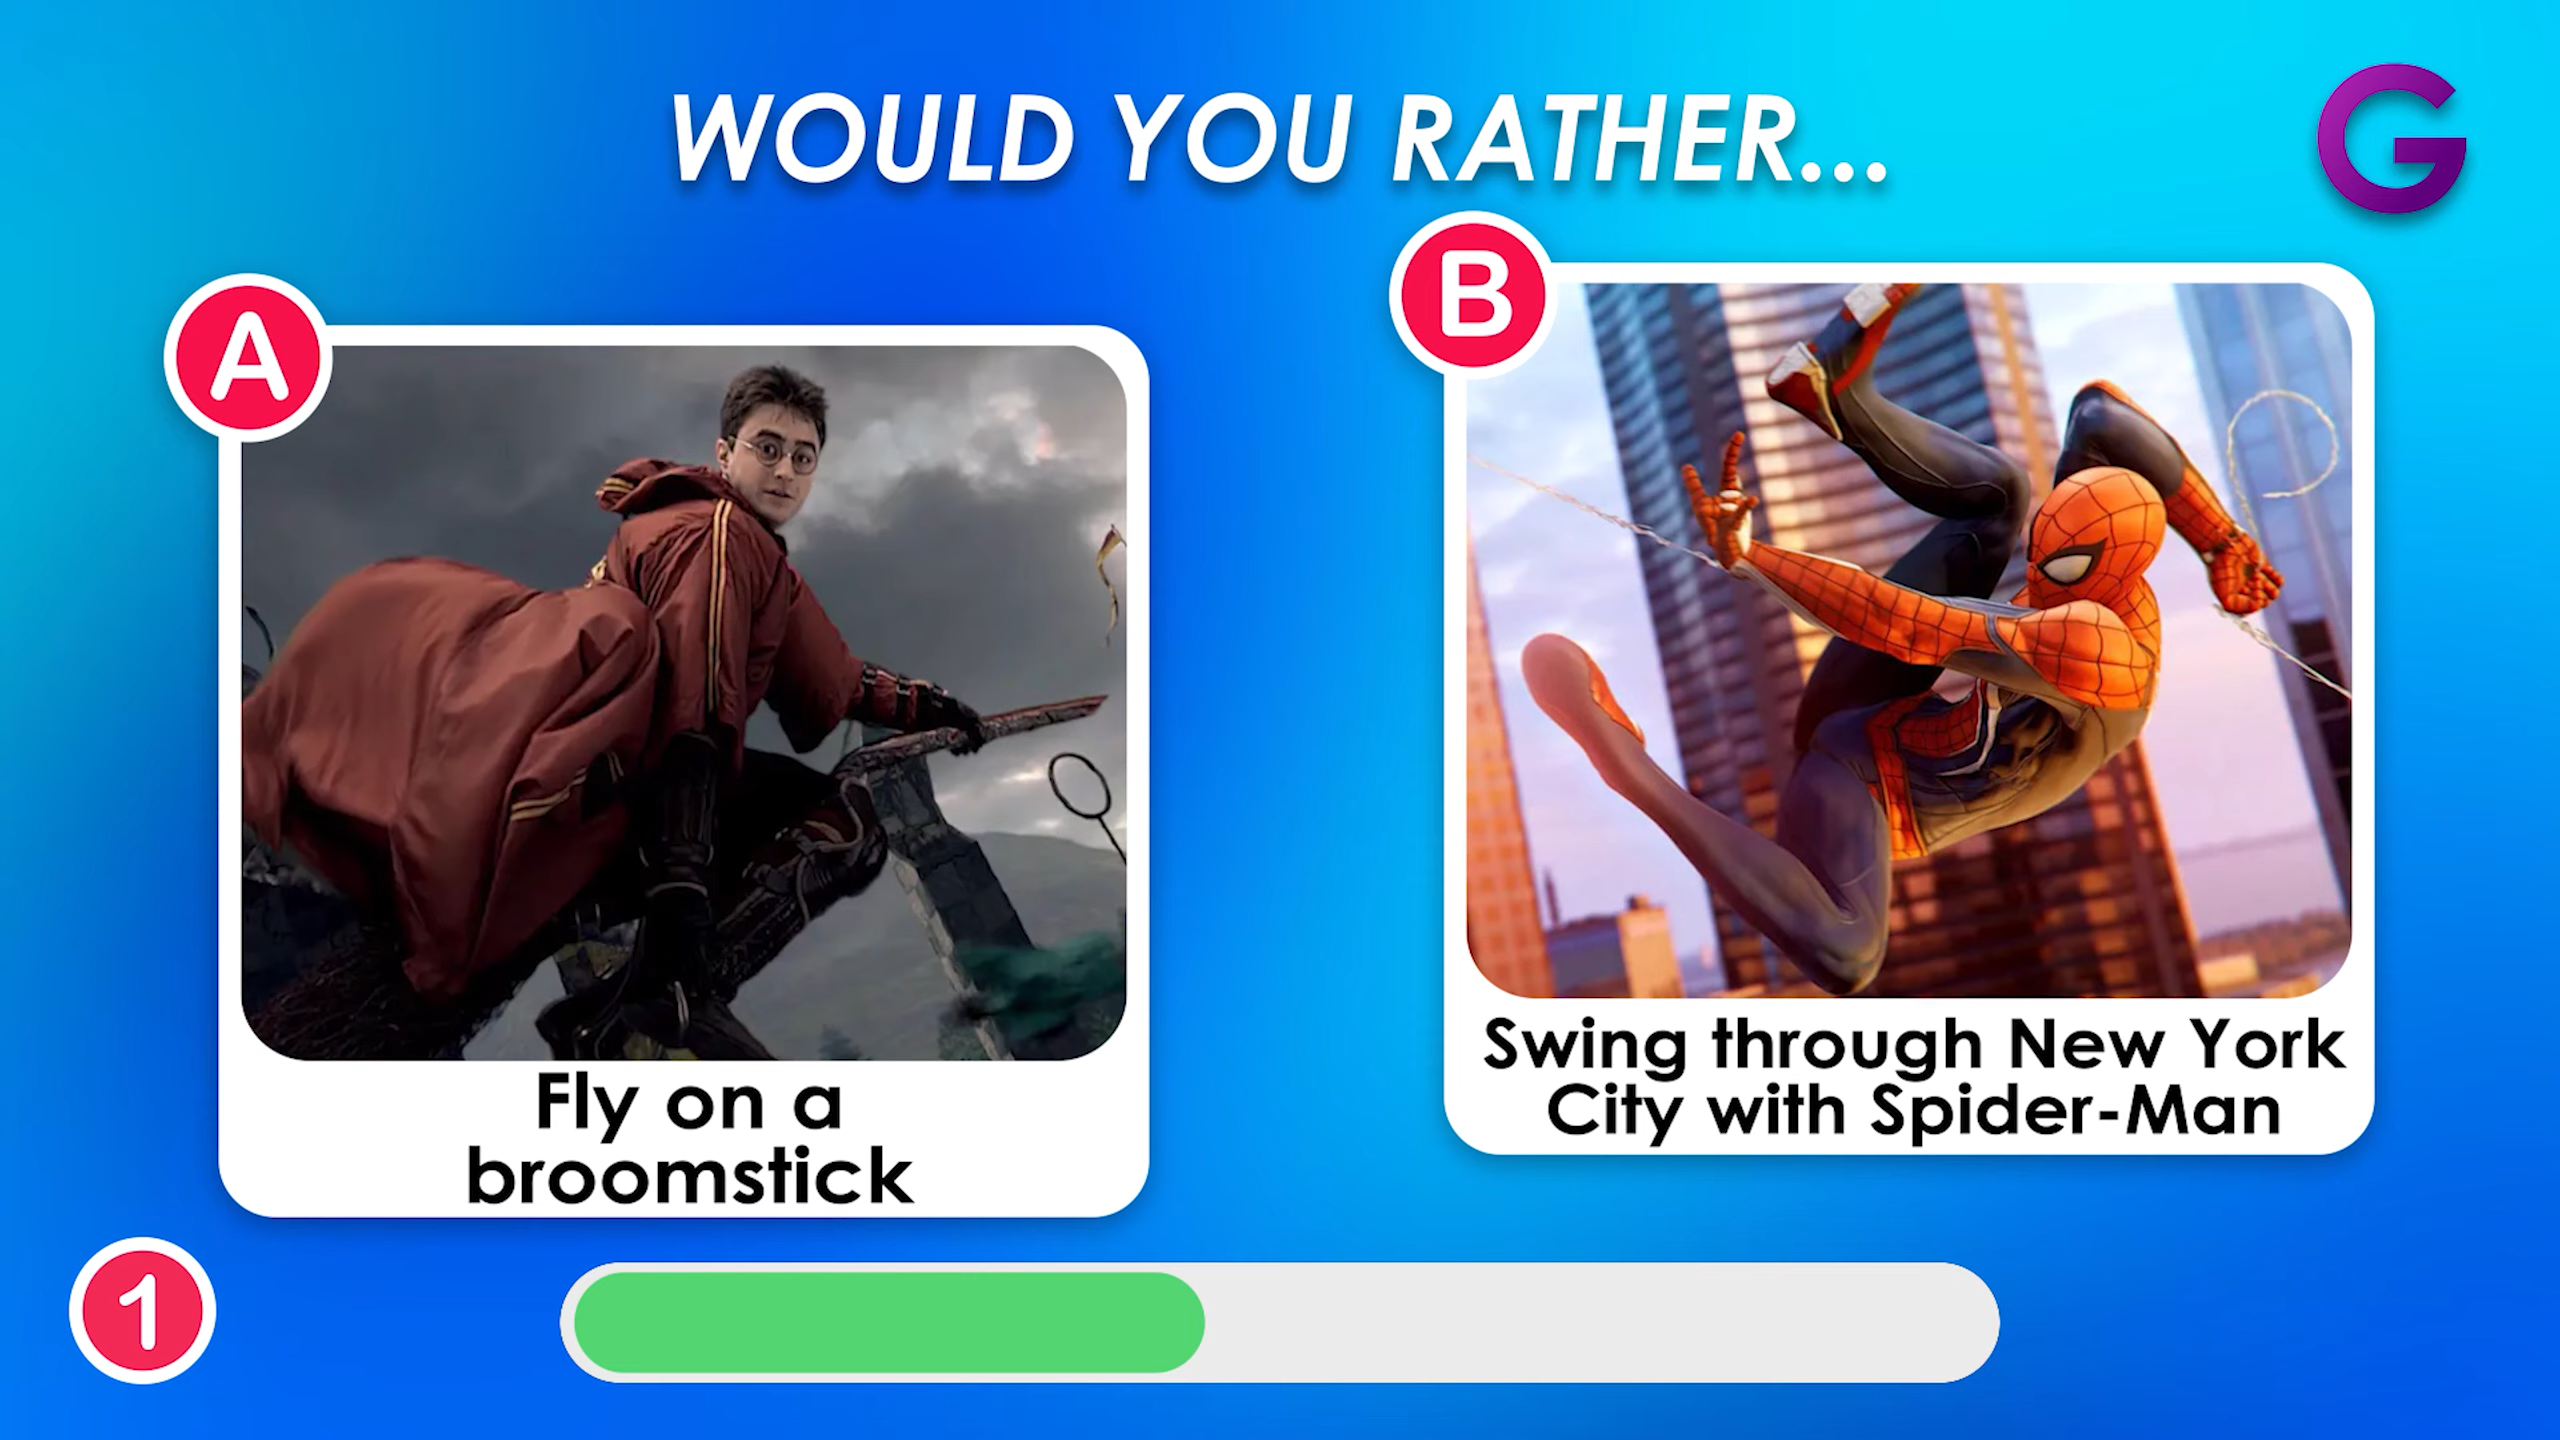 WOULD YOU RATHER...
G
A
B
Fly on a
broomstick
Swing through New York
City with Spider-Man
1